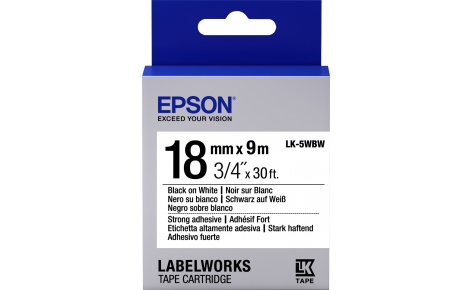 EPSON
EXCEED YOUR VISION
LK-5WBW
18 mm x 9m
3/4" x 30 ft.
Black on White | Noir sur Blanc
Nero su bianco | Schwarz auf Weiß
Negro sobre blanco
Strong adhesive | Adhésif Fort
Etichetta altamente adesiva | Stark haftend
Adhesivo fuerte
LABELWORKS
TAPE CARTRIDGE
LK
TAPE